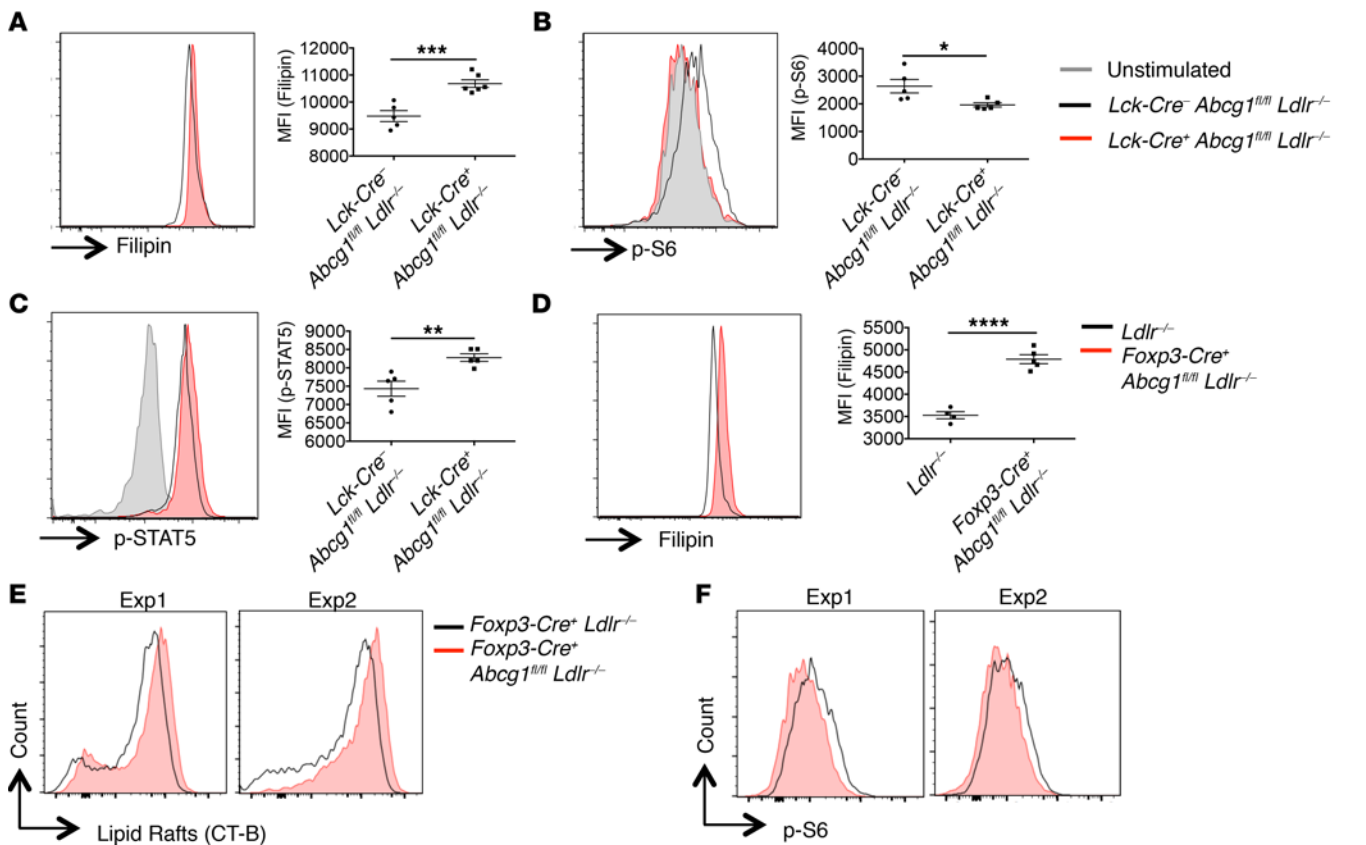 A
MFI (Filipin)
12000
11000
10000
9000
8000
***
Filipin
Lck-Cre⁻
Abcg1fl/fl Ldlr⁻/⁻
Lck-Cre⁺
Abcg1fl/fl Ldlr⁻/⁻
B
MFI (p-S6)
4000
3000
2000
1000
0
*
p-S6
Lck-Cre⁻
Abcg1fl/fl Ldlr⁻/⁻
Lck-Cre⁺
Abcg1fl/fl Ldlr⁻/⁻
Unstimulated
Lck-Cre⁻ Abcg1fl/fl Ldlr⁻/⁻
Lck-Cre⁺ Abcg1fl/fl Ldlr⁻/⁻
C
MFI (p-STAT5)
9000
8500
8000
7500
7000
6500
6000
**
p-STAT5
Lck-Cre⁻
Abcg1fl/fl Ldlr⁻/⁻
Lck-Cre⁺
Abcg1fl/fl Ldlr⁻/⁻
D
MFI (Filipin)
5500
5000
4500
4000
3500
3000
****
Filipin
Ldlr⁻/⁻
Foxp3-Cre⁺
Abcg1fl/fl Ldlr⁻/⁻
Ldlr⁻/⁻
Foxp3-Cre⁺
Abcg1fl/fl Ldlr⁻/⁻
E
Exp1
Exp2
Count
Lipid Rafts (CT-B)
Foxp3-Cre⁺ Ldlr⁻/⁻
Foxp3-Cre⁺
Abcg1fl/fl Ldlr⁻/⁻
F
Exp1
Exp2
Count
p-S6